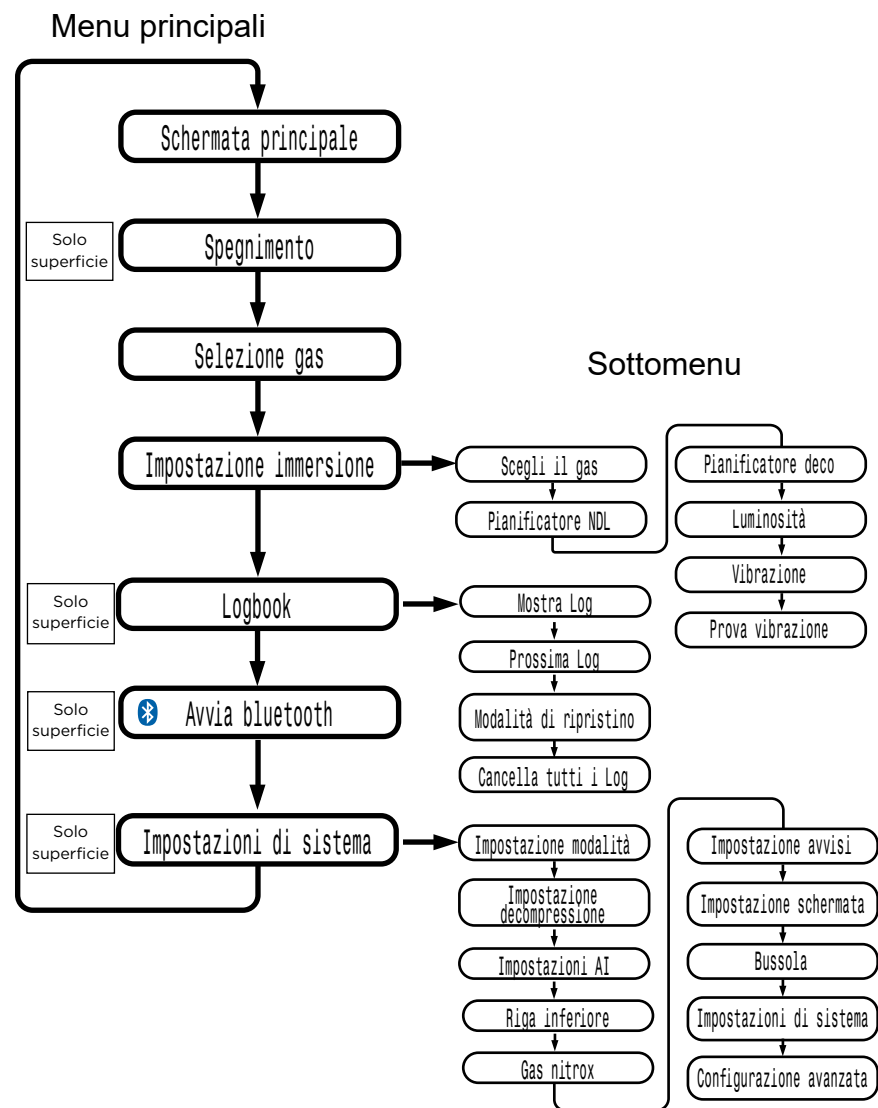 Menu principali
Schermata principale
Solo
superficie
Spegnimento
Selezione gas
Sottomenu
Impostazione immersione
Scegli il gas
Pianificatore NDL
Pianificatore deco
Luminosità
Vibrazione
Prova vibrazione
Solo
superficie
Logbook
Mostra Log
Prossima Log
Modalità di ripristino
Cancella tutti i Log
Solo
superficie
Avvia bluetooth
Solo
superficie
Impostazioni di sistema
Impostazione modalità
Impostazione
decompressione
Impostazioni AI
Riga inferiore
Gas nitrox
Impostazione avvisi
Impostazione schermata
Bussola
Impostazioni di sistema
Configurazione avanzata